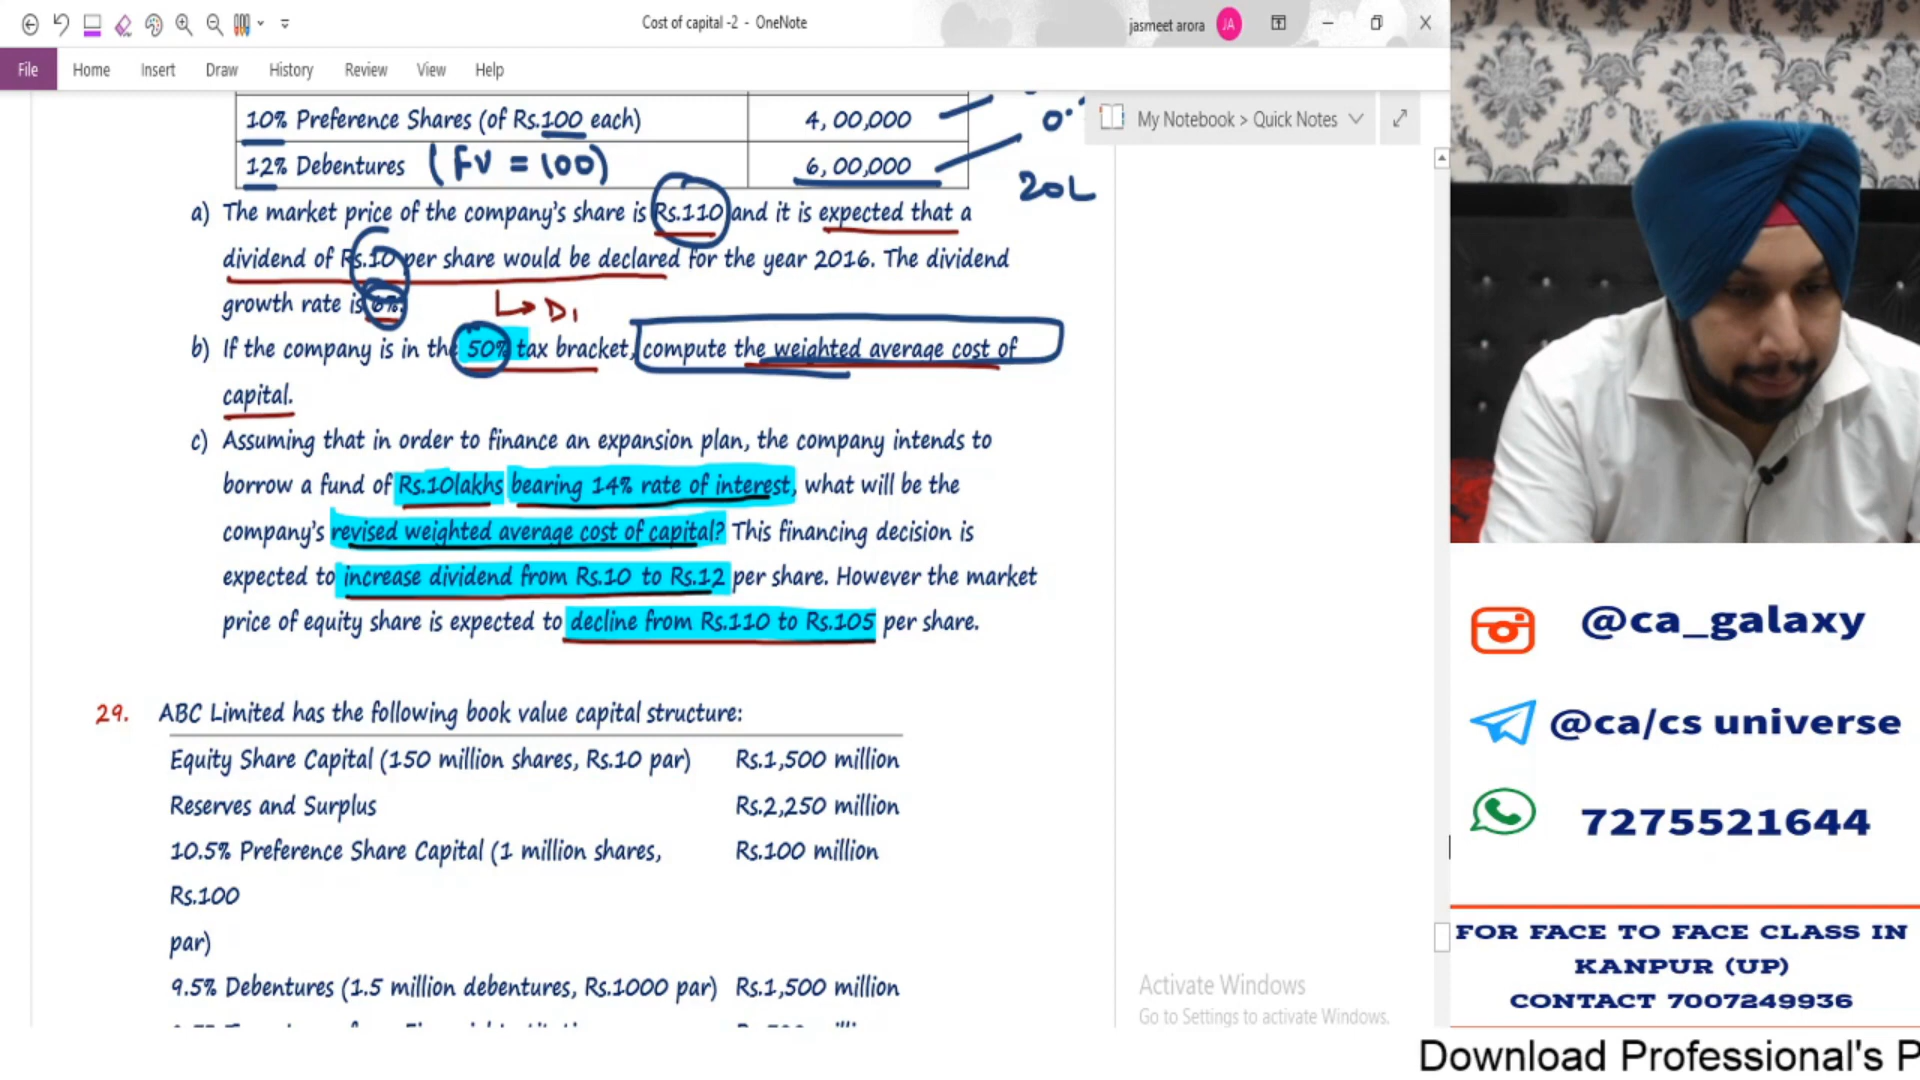 Cost of capital -2 - OneNote
jasmeet arora JA
File Home Insert Draw History Review View Help
My Notebook > Quick Notes
10% Preference Shares (of Rs.100 each) 4, 00,000
12% Debentures (FV = 100) 6, 00,000
20L
a) The market price of the company's share is Rs.110 and it is expected that a
dividend of Rs.10 per share would be declared for the year 2016. The dividend
growth rate is 6%.
↳ D1
b) If the company is in the 50% tax bracket, compute the weighted average cost of
capital.
c) Assuming that in order to finance an expansion plan, the company intends to
borrow a fund of Rs.10lakhs bearing 14% rate of interest, what will be the
company's revised weighted average cost of capital? This financing decision is
expected to increase dividend from Rs.10 to Rs.12 per share. However the market
price of equity share is expected to decline from Rs.110 to Rs.105 per share.
29. ABC Limited has the following book value capital structure:
Equity Share Capital (150 million shares, Rs.10 par) Rs.1,500 million
Reserves and Surplus Rs.2,250 million
10.5% Preference Share Capital (1 million shares, Rs.100 million
Rs.100
par)
9.5% Debentures (1.5 million debentures, Rs.1000 par) Rs.1,500 million
Activate Windows
Go to Settings to activate Windows.
@ca_galaxy
@ca/cs universe
7275521644
FOR FACE TO FACE CLASS IN
KANPUR (UP)
CONTACT 7007249936
Download Professional's P